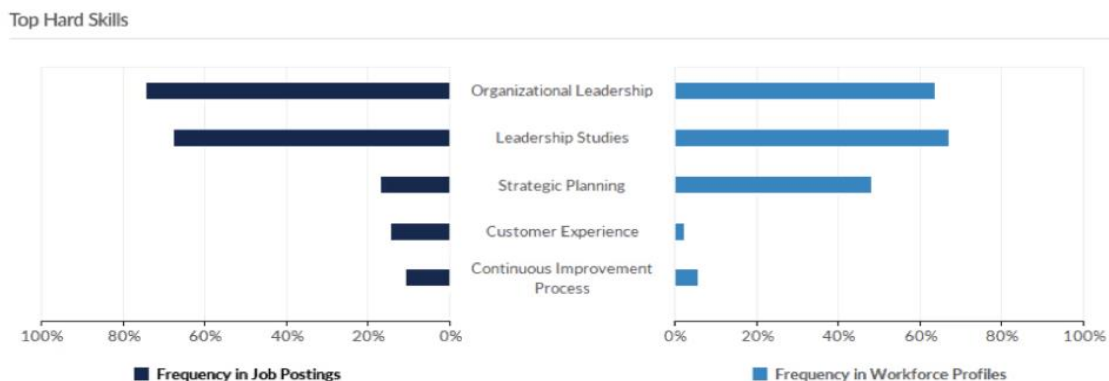 Top Hard Skills
Organizational Leadership
Leadership Studies
Strategic Planning
Customer Experience
Continuous Improvement
Process
100% 80% 60% 40% 20% 0%
0% 20% 40% 60% 80% 100%
Frequency in Job Postings
Frequency in Workforce Profiles